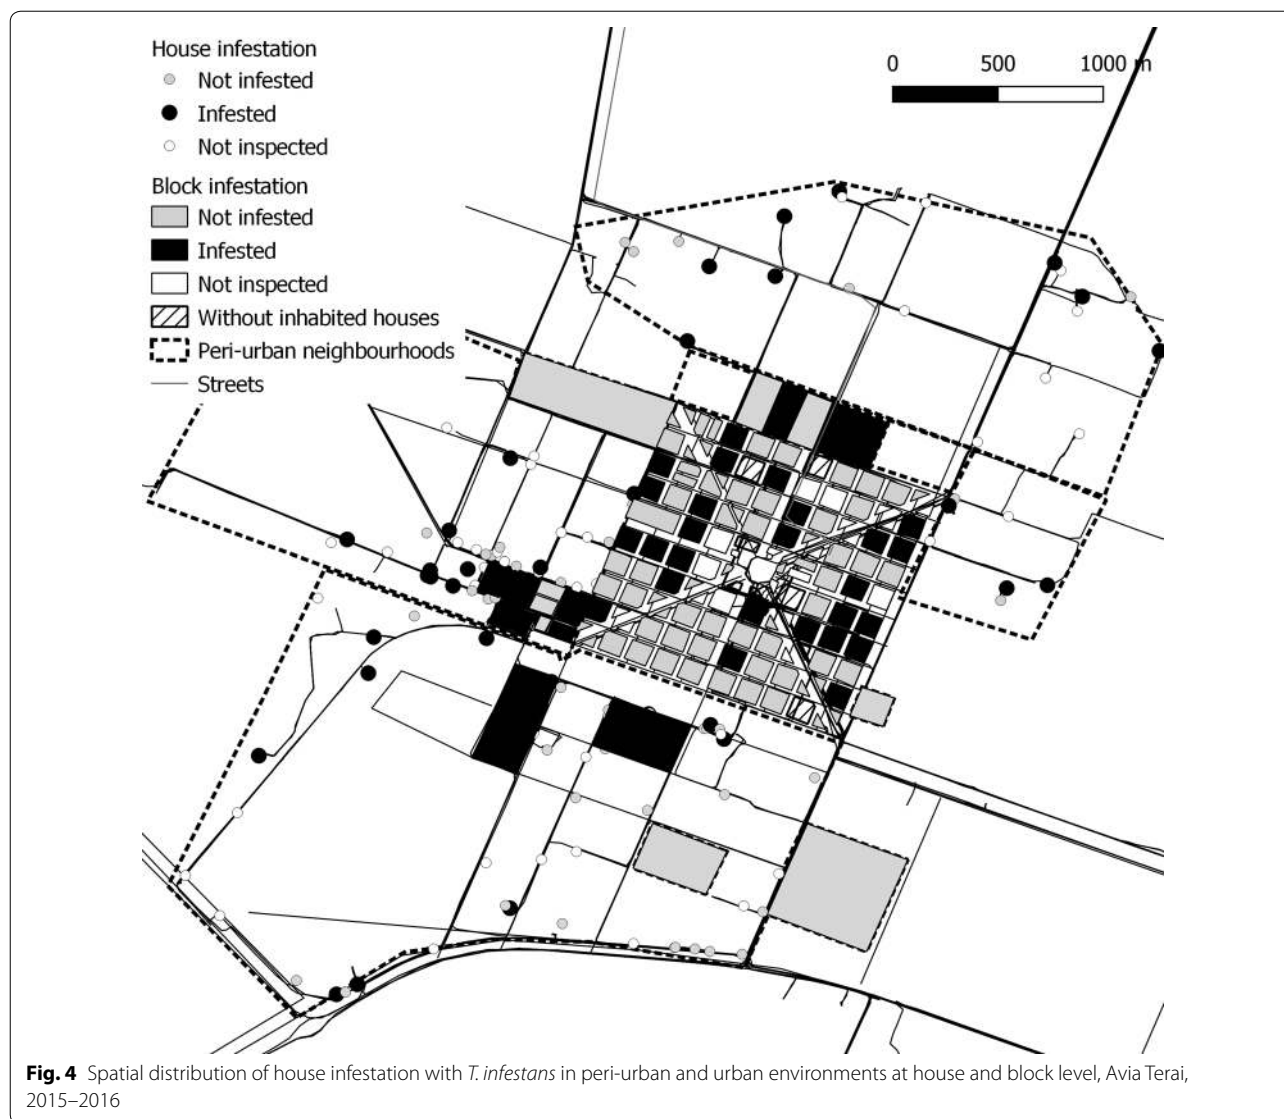 House infestation
Not infested
Infested
Not inspected
Block infestation
Not infested
Infested
Not inspected
Without inhabited houses
Peri-urban neighbourhoods
Streets
0 500 1000 m
Fig. 4 Spatial distribution of house infestation with T. infestans in peri-urban and urban environments at house and block level, Avia Terai,
2015–2016